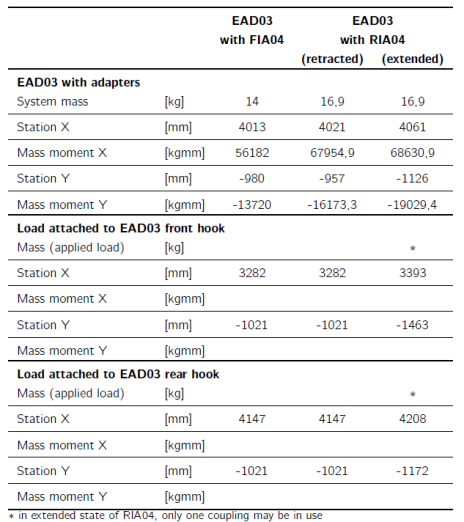 EAD03 EAD03
with FIA04 with RIA04
(retracted) (extended)
EAD03 with adapters
System mass [kg] 14 16,9 16,9
Station X [mm] 4013 4021 4061
Mass moment X [kgmm] 56182 67954,9 68630,9
Station Y [mm] -980 -957 -1126
Mass moment Y [kgmm] -13720 -16173,3 -19029,4
Load attached to EAD03 front hook
Mass (applied load) [kg] *
Station X [mm] 3282 3282 3393
Mass moment X [kgmm]
Station Y [mm] -1021 -1021 -1463
Mass moment Y [kgmm]
Load attached to EAD03 rear hook
Mass (applied load) [kg] *
Station X [mm] 4147 4147 4208
Mass moment X [kgmm]
Station Y [mm] -1021 -1021 -1172
Mass moment Y [kgmm]
* in extended state of RIA04, only one coupling may be in use